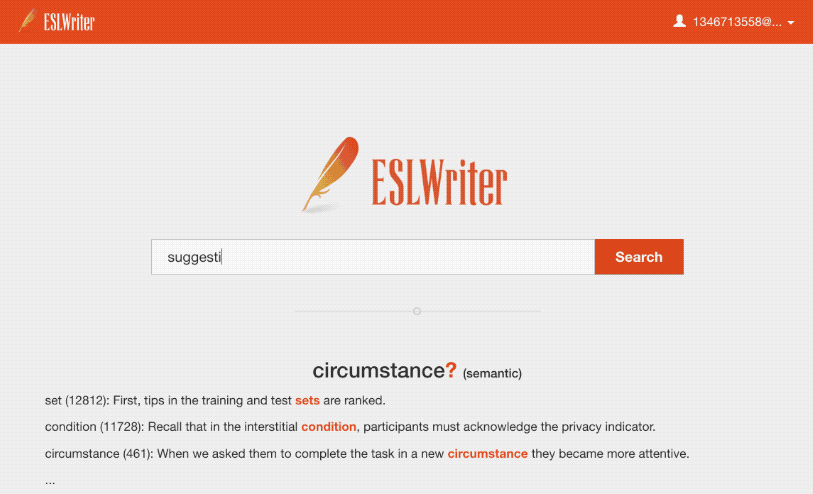 ESLWriter
1346713558@...
ESLWriter
suggesti
Search
circumstance? (semantic)
set (12812): First, tips in the training and test sets are ranked.
condition (11728): Recall that in the interstitial condition, participants must acknowledge the privacy indicator.
circumstance (461): When we asked them to complete the task in a new circumstance they became more attentive.
...